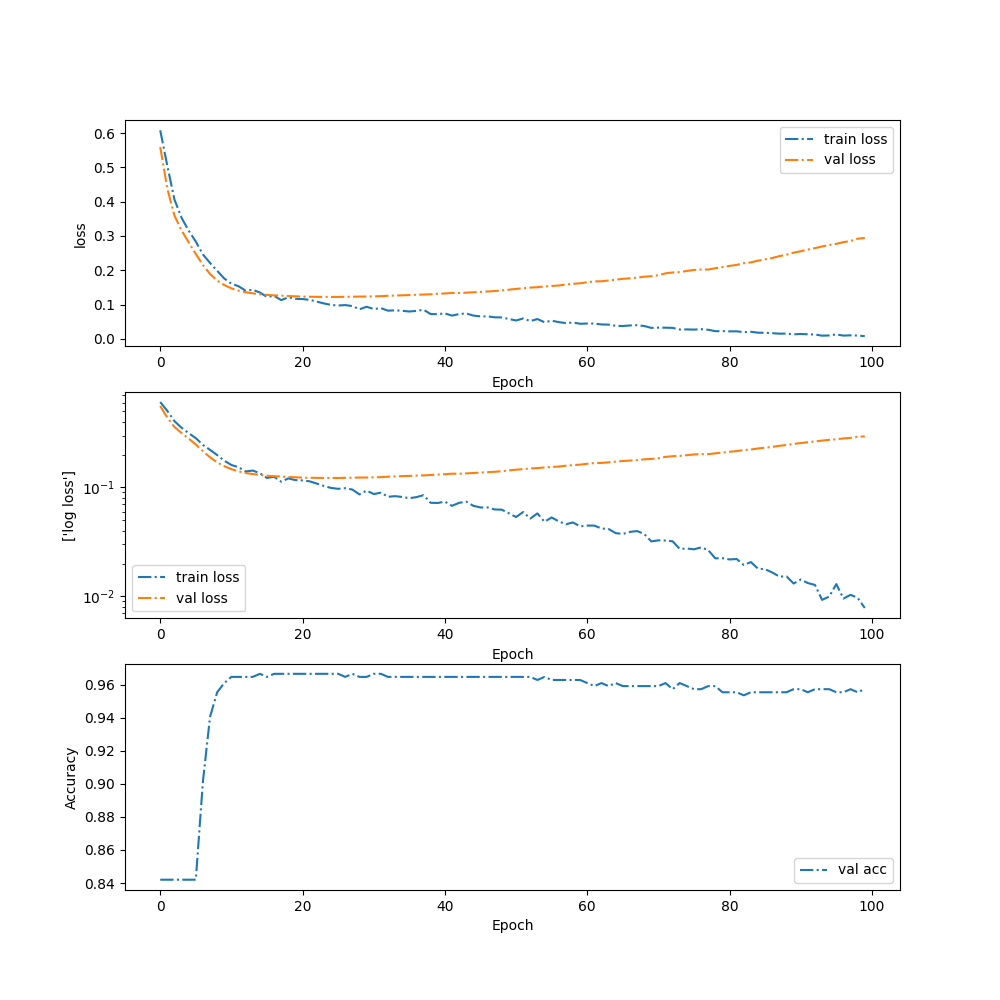 0.6
0.5
0.4
0.3
0.2
0.1
0.0
loss
train loss
val loss
0 20 40 60 80 100
Epoch
10⁻¹
10⁻²
['log loss']
train loss
val loss
0 20 40 60 80 100
Epoch
0.96
0.94
0.92
0.90
0.88
0.86
0.84
Accuracy
val acc
0 20 40 60 80 100
Epoch